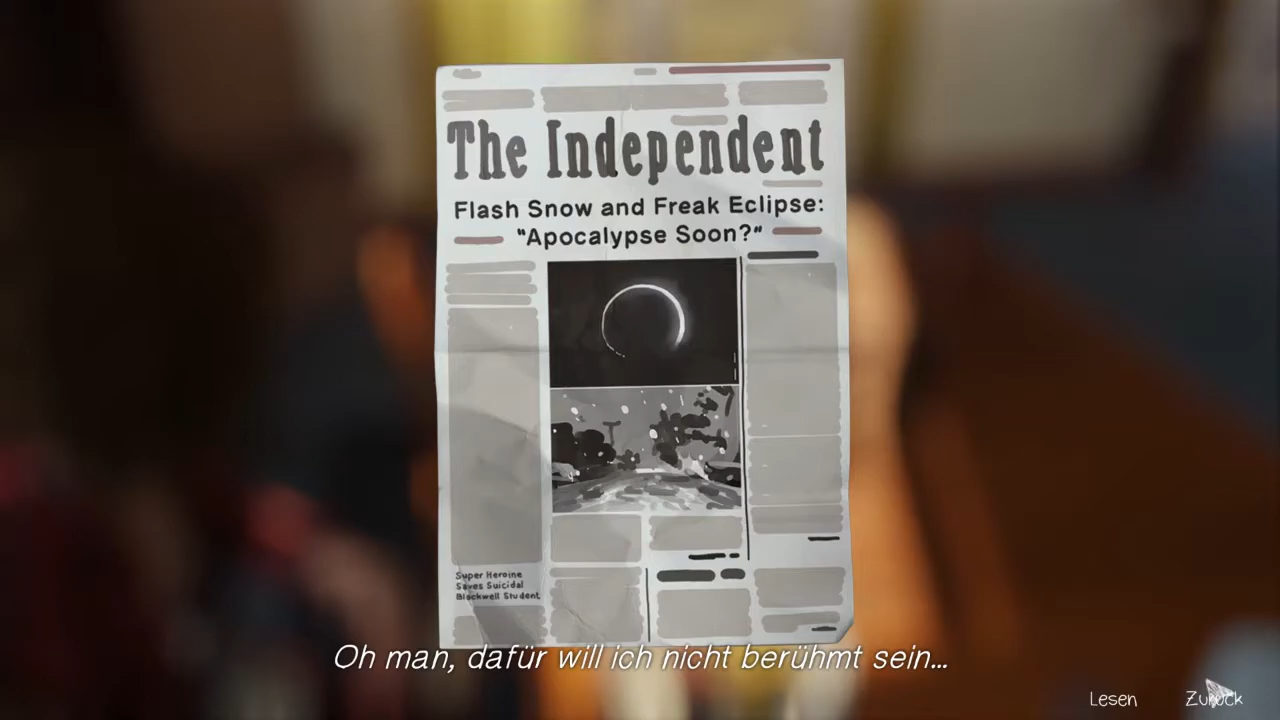 The Independent
Flash Snow and Freak Eclipse:
"Apocalypse Soon?"
Super Heroine
Saves Suicidal
Blackwell Student
Oh man, dafür will ich nicht berühmt sein...
Lesen
Zurück